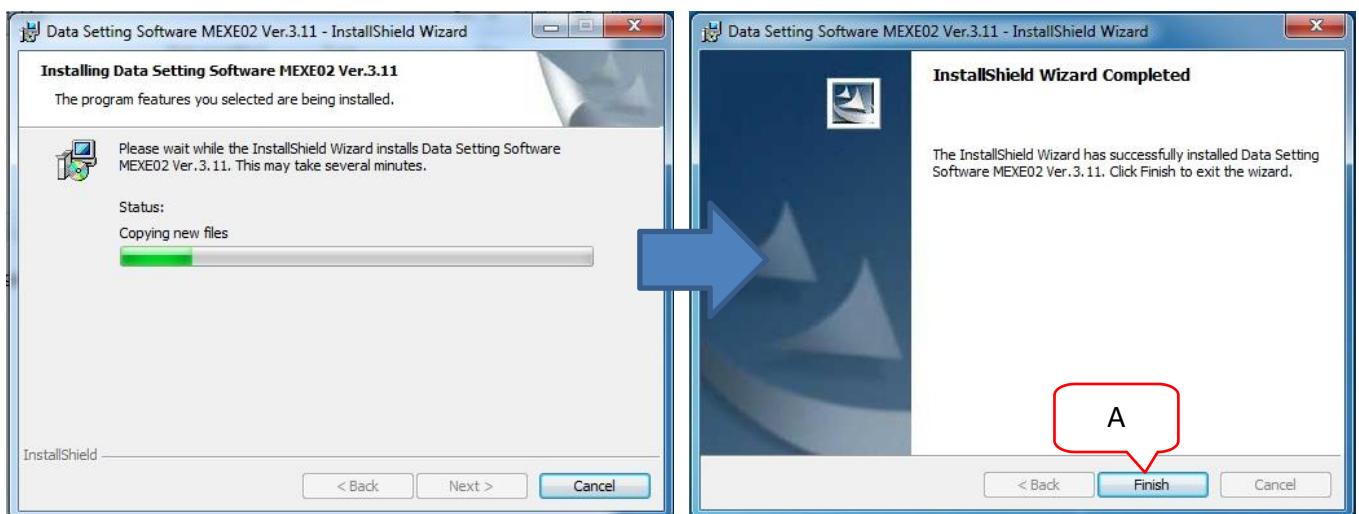 Data Setting Software MEXE02 Ver.3.11 - InstallShield Wizard
Installing Data Setting Software MEXE02 Ver.3.11
The program features you selected are being installed.
Please wait while the InstallShield Wizard installs Data Setting Software
MEXE02 Ver.3.11. This may take several minutes.
Status:
Copying new files
InstallShield
< Back
Next >
Cancel
Data Setting Software MEXE02 Ver.3.11 - InstallShield Wizard
InstallShield Wizard Completed
The InstallShield Wizard has successfully installed Data Setting
Software MEXE02 Ver.3.11. Click Finish to exit the wizard.
A
< Back
Finish
Cancel